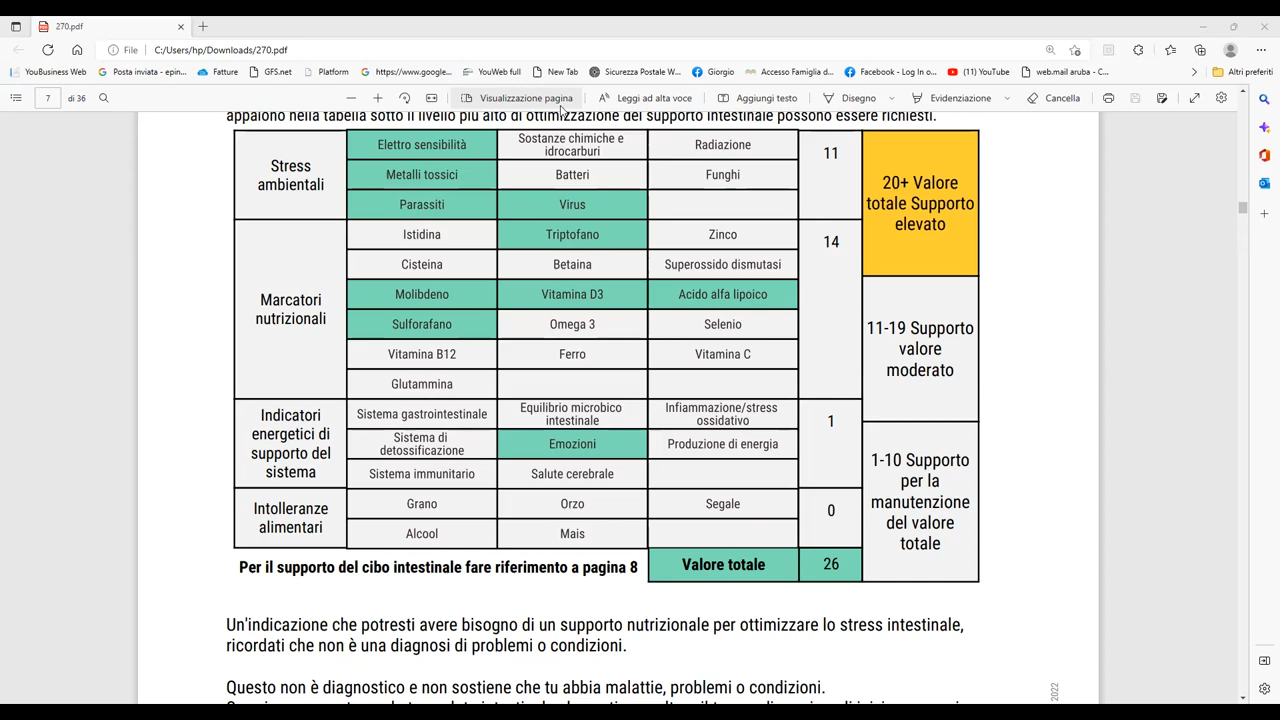 270.pdf
File
C:/Users/hp/Downloads/270.pdf
YouBusiness Web
Posta inviata - epin...
Fatture
GFS.net
Platform
https://www.google...
YouWeb full
New Tab
Sicurezza Postale W...
Giorgio
Accesso Famiglia d...
Facebook - Log In o...
(11) YouTube
web.mail aruba - C...
Altri preferiti
7
di 36
Visualizzazione pagina
Leggi ad alta voce
Aggiungi testo
Disegno
Evidenziazione
Cancella
appaiono nella tabella sotto il livello più alto di ottimizzazione del supporto intestinale possono essere richiesti.
Stress
ambientali
Elettro sensibilità
Sostanze chimiche e
idrocarburi
Radiazione
Metalli tossici
Batteri
Funghi
Parassiti
Virus
11
Marcatori
nutrizionali
Istidina
Triptofano
Zinco
Cisteina
Betaina
Superossido dismutasi
Molibdeno
Vitamina D3
Acido alfa lipoico
Sulforafano
Omega 3
Selenio
Vitamina B12
Ferro
Vitamina C
Glutammina
14
Indicatori
energetici di
supporto del
sistema
Sistema gastrointestinale
Equilibrio microbico
intestinale
Infiammazione/stress
ossidativo
Sistema di
detossificazione
Emozioni
Produzione di energia
Sistema immunitario
Salute cerebrale
1
Intolleranze
alimentari
Grano
Orzo
Segale
Alcool
Mais
0
20+ Valore
totale Supporto
elevato
11-19 Supporto
valore
moderato
1-10 Supporto
per la
manutenzione
del valore
totale
Per il supporto del cibo intestinale fare riferimento a pagina 8
Valore totale
26
Un'indicazione che potresti avere bisogno di un supporto nutrizionale per ottimizzare lo stress intestinale,
ricordati che non è una diagnosi di problemi o condizioni.
Questo non è diagnostico e non sostiene che tu abbia malattie, problemi o condizioni.
2022